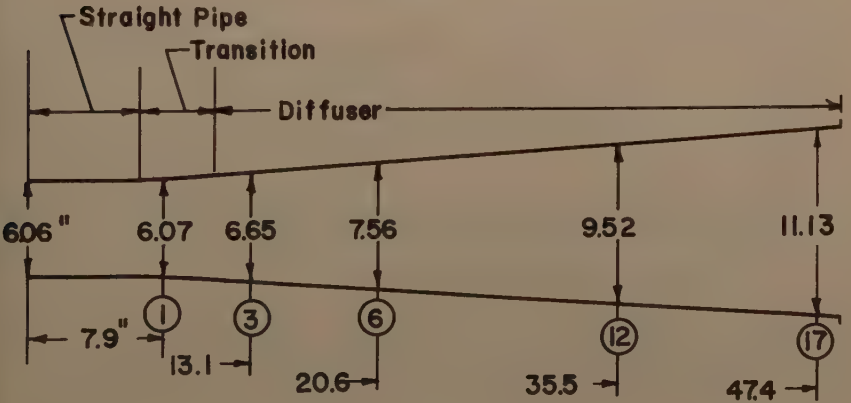 Straight Pipe
Transition
Diffuser
6.06" 6.07 6.65 7.56 9.52 11.13
1 3 6 12 17
7.9"
13.1
20.6
35.5
47.4